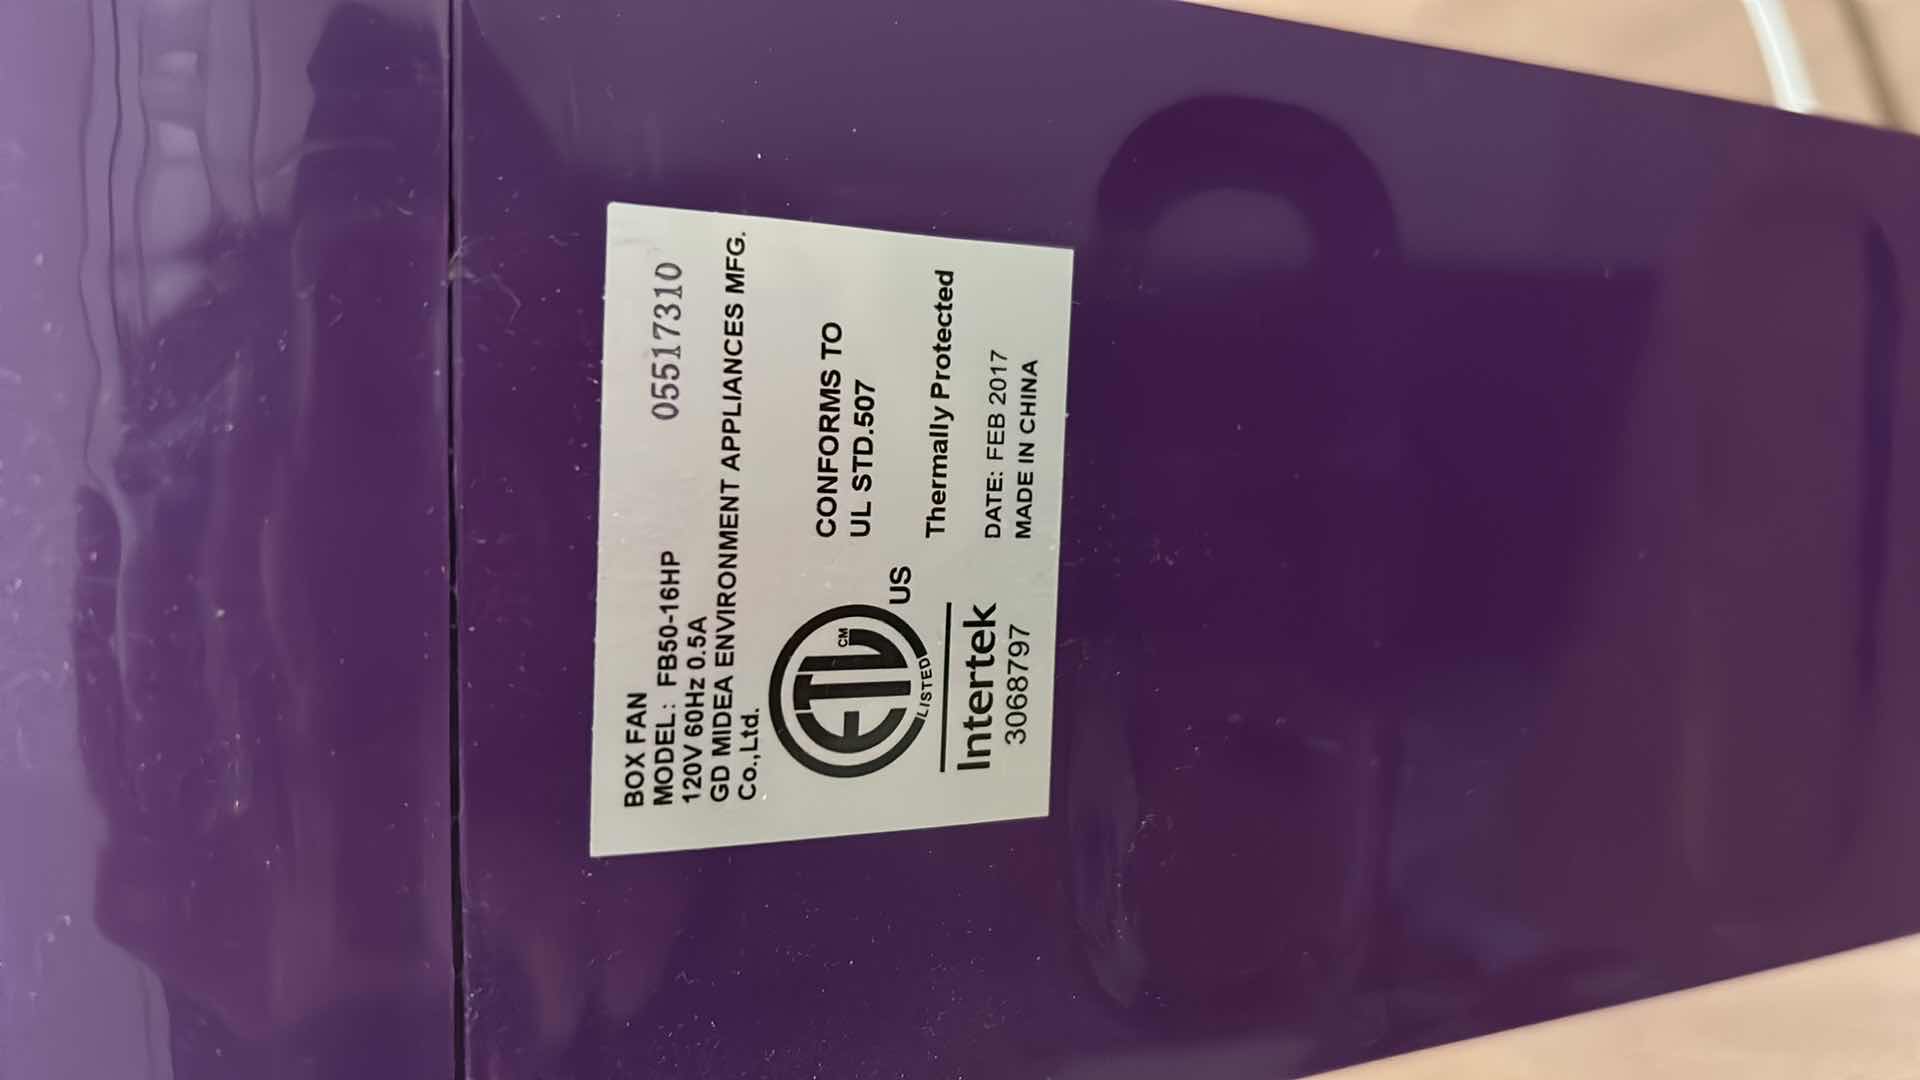 BOX FAN
MODEL: FB50-16HP 05517310
120V 60Hz 0.5A
GD MIDEA ENVIRONMENT APPLIANCES MFG.
Co.,Ltd.
ETL CM
LISTED
US
Intertek
3068797
CONFORMS TO
UL STD.507
Thermally Protected
DATE: FEB 2017
MADE IN CHINA